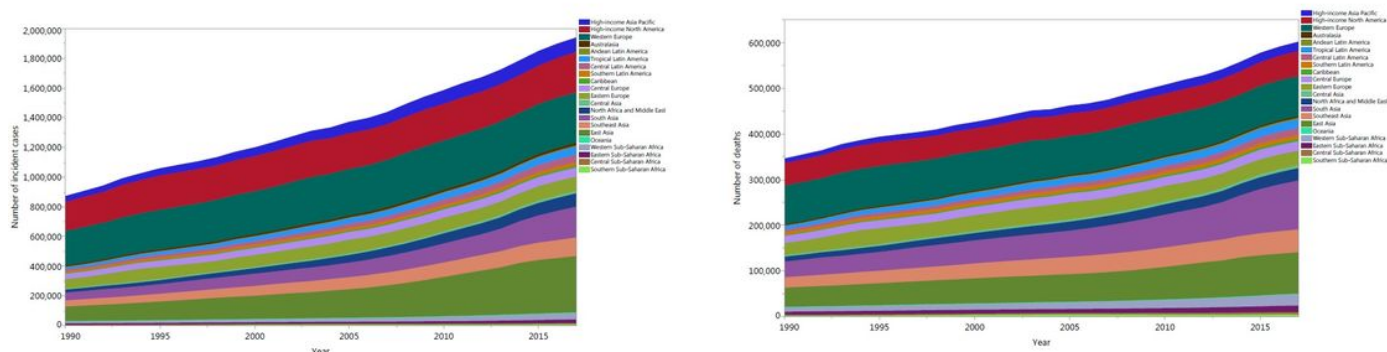 2,000,000
1,800,000
1,600,000
1,400,000
1,200,000
1,000,000
800,000
600,000
400,000
200,000
0
Number of incident cases
1990
1995
2000
2005
2010
2015
Year
High-income Asia Pacific
High-income North America
Western Europe
Australasia
Andean Latin America
Tropical Latin America
Central Latin America
Southern Latin America
Caribbean
Central Europe
Eastern Europe
Central Asia
North Africa and Middle East
South Asia
Southeast Asia
East Asia
Oceania
Western Sub-Saharan Africa
Eastern Sub-Saharan Africa
Central Sub-Saharan Africa
Southern Sub-Saharan Africa
600,000
500,000
400,000
300,000
200,000
100,000
0
Number of deaths
1990
1995
2000
2005
2010
2015
Year
High-income Asia Pacific
High-income North America
Western Europe
Australasia
Andean Latin America
Tropical Latin America
Central Latin America
Southern Latin America
Caribbean
Central Europe
Eastern Europe
Central Asia
North Africa and Middle East
South Asia
Southeast Asia
East Asia
Oceania
Western Sub-Saharan Africa
Eastern Sub-Saharan Africa
Central Sub-Saharan Africa
Southern Sub-Saharan Africa